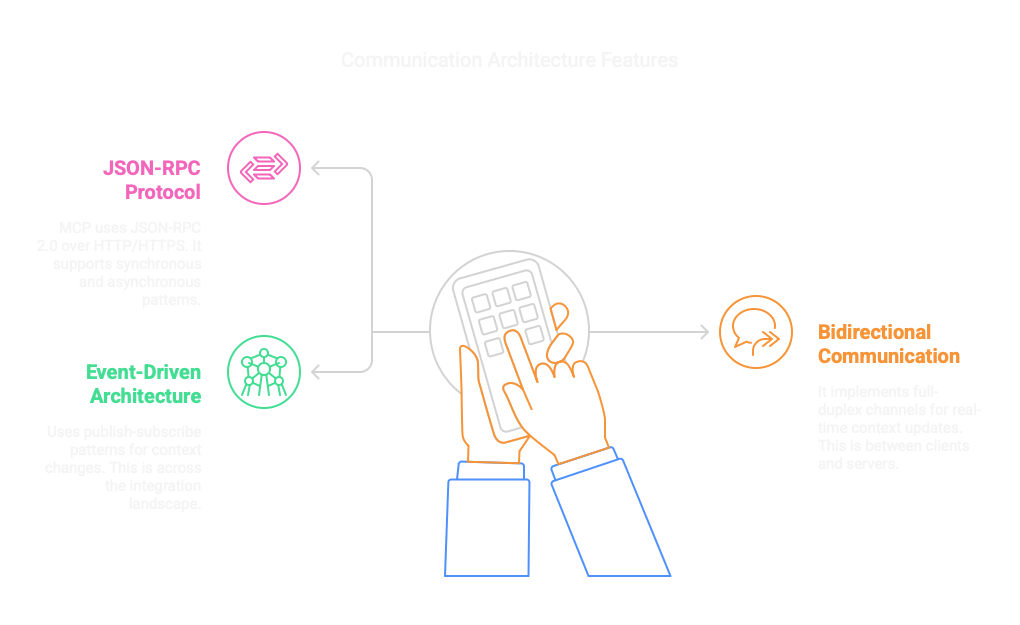 Communication Architecture Features
JSON-RPC
Protocol
MCP uses JSON-RPC
2.0 over HTTP/HTTPS. It
supports synchronous
and asynchronous
patterns.
Event-Driven
Architecture
Uses publish-subscribe
patterns for context
changes. This is across
the integration
landscape.
Bidirectional
Communication
It implements full-
duplex channels for real-
time context updates.
This is between clients
and servers.